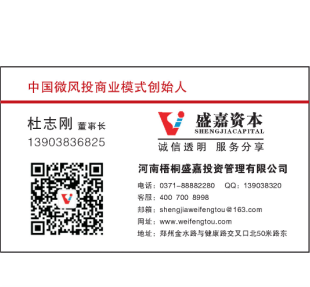 中国微风投商业模式创始人
杜志刚 董事长
13903836825
盛嘉资本
SHENGJIACAPITAL
诚信透明 服务分享
河南梧桐盛嘉投资管理有限公司
电话：0371-88882280 QQ：139038320
客服：400 700 8998
邮箱：shengjiaweifengtou@163.com
网址：www.weifengtou.com
地址：郑州金水路与健康路交叉口北50米路东